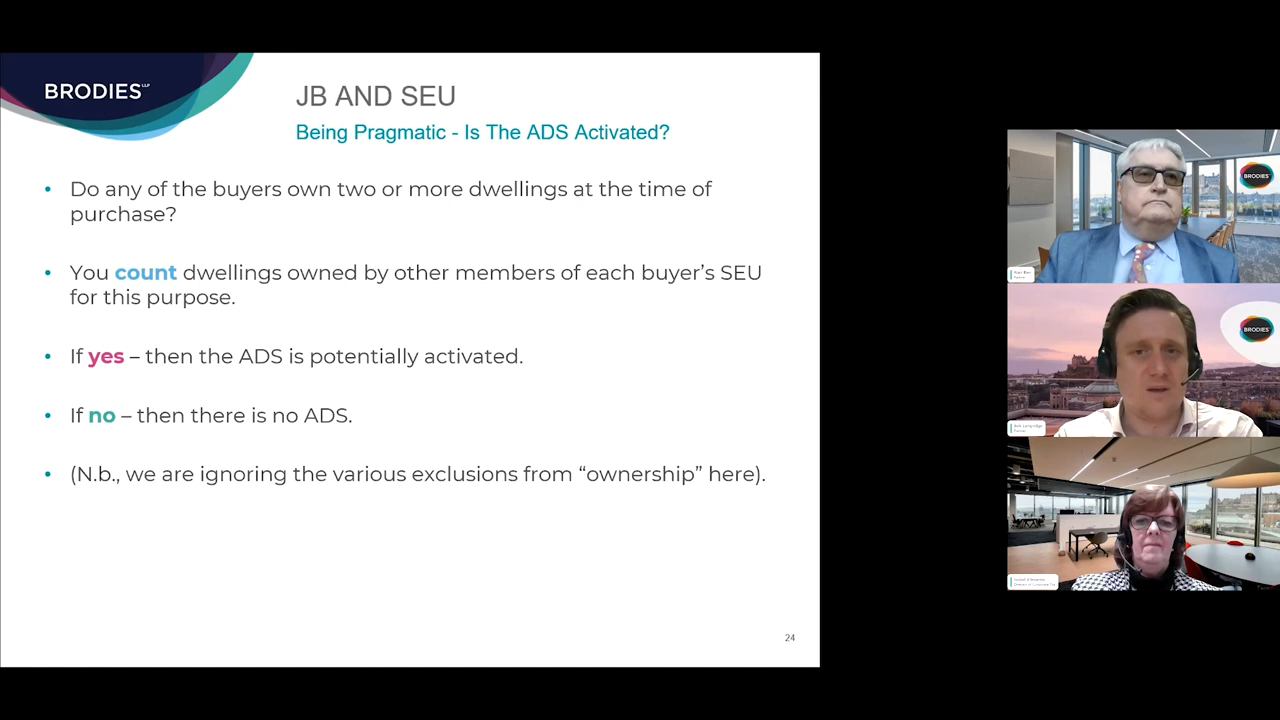 BRODIES LLP
JB AND SEU
Being Pragmatic - Is The ADS Activated?
• Do any of the buyers own two or more dwellings at the time of
purchase?
• You count dwellings owned by other members of each buyer's SEU
for this purpose.
• If yes – then the ADS is potentially activated.
• If no – then there is no ADS.
• (N.b., we are ignoring the various exclusions from “ownership” here).
24
BRODIES
BRODIES
Partner